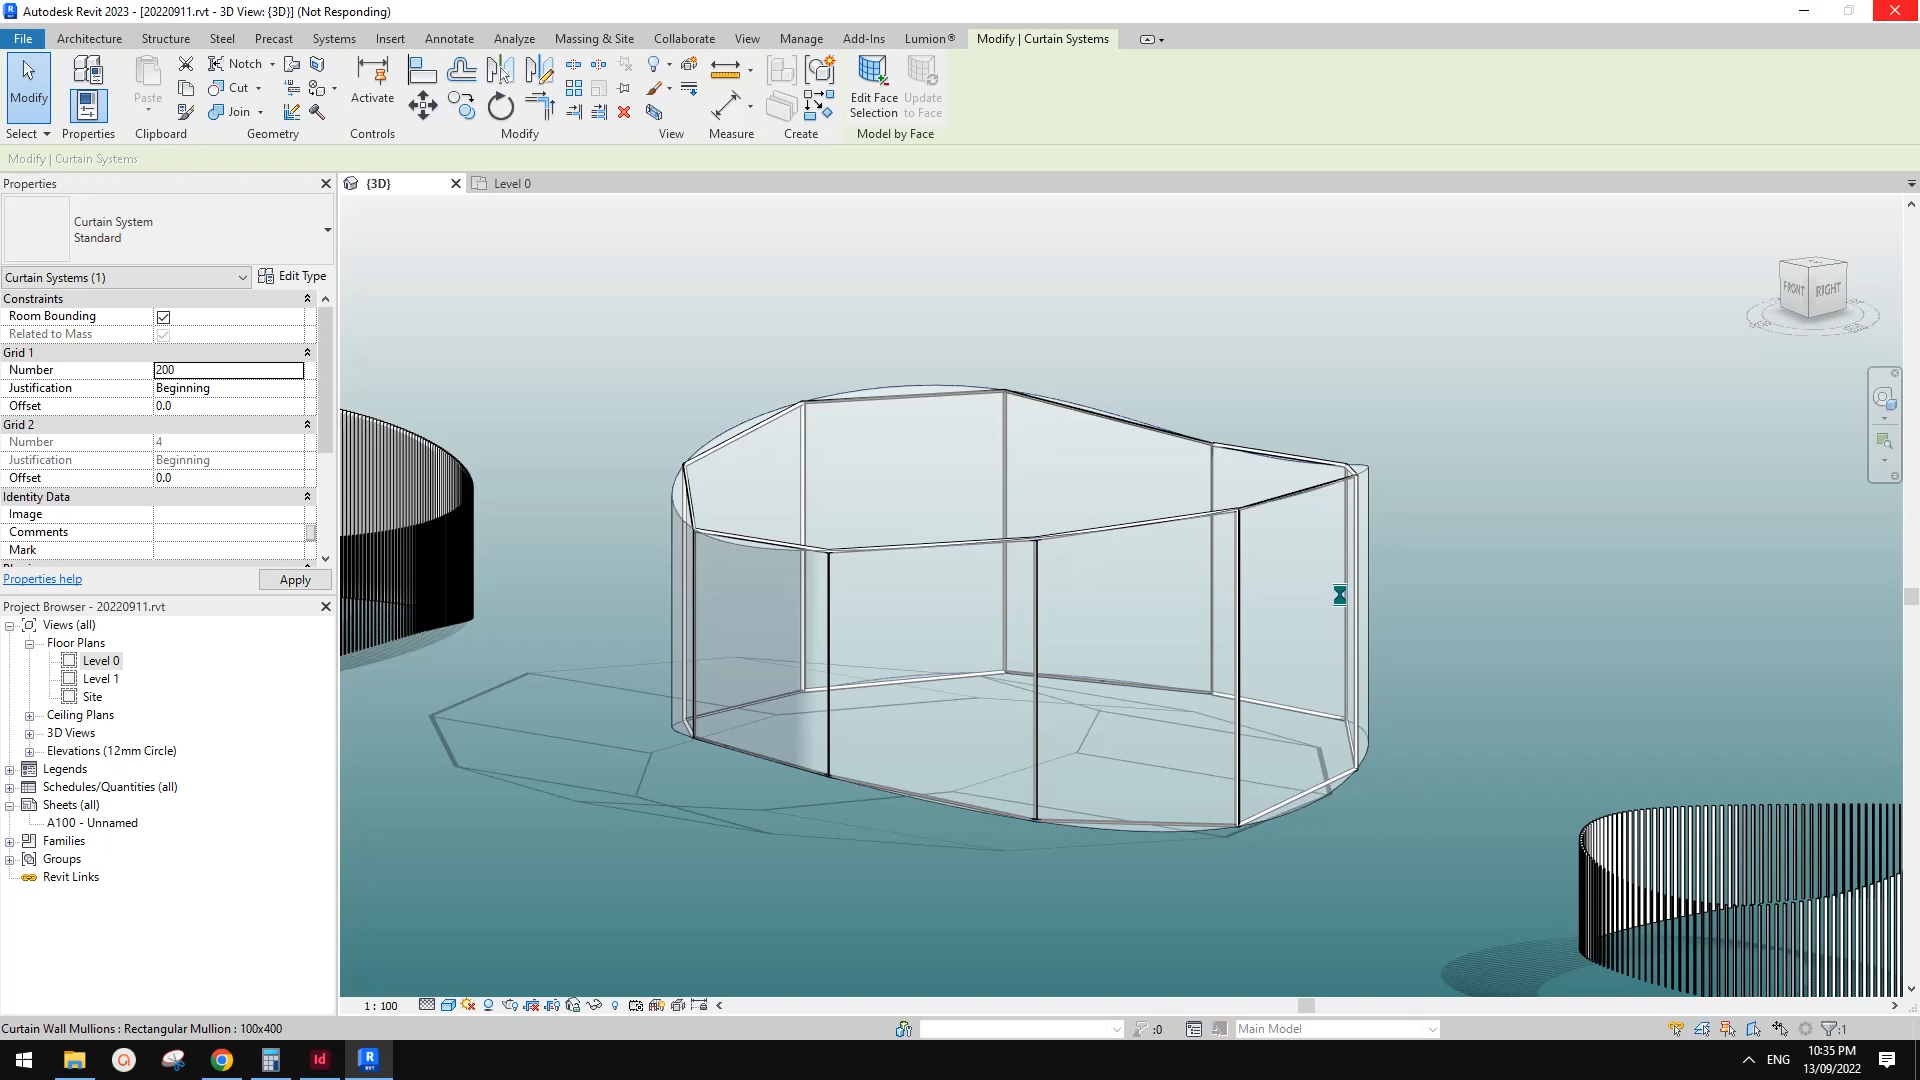 Autodesk Revit 2023 - [20220911.rvt - 3D View: {3D}] (Not Responding)
File Architecture Structure Steel Precast Systems Insert Annotate Analyze Massing & Site Collaborate View Manage Add-Ins Lumion® Modify | Curtain Systems
Modify
Paste
Notch
Cut
Join
Activate
Edit Face Selection
Update to Face
Select Properties Clipboard Geometry Controls Modify View Measure Create Model by Face
Modify | Curtain Systems
Properties
{3D}
Level 0
Curtain System
Standard
Curtain Systems (1) Edit Type
Constraints
Room Bounding
Related to Mass
Grid 1
Number 200
Justification Beginning
Offset 0.0
Grid 2
Number 4
Justification Beginning
Offset 0.0
Identity Data
Image
Comments
Mark
Properties help Apply
Project Browser - 20220911.rvt
Views (all)
Floor Plans
Level 0
Level 1
Site
Ceiling Plans
3D Views
Elevations (12mm Circle)
Legends
Schedules/Quantities (all)
Sheets (all)
A100 - Unnamed
Families
Groups
Revit Links
FRONT RIGHT
1 : 100
Curtain Wall Mullions : Rectangular Mullion : 100x400
:0
Main Model
:1
Id
R
RVT
ENG
10:35 PM
13/09/2022